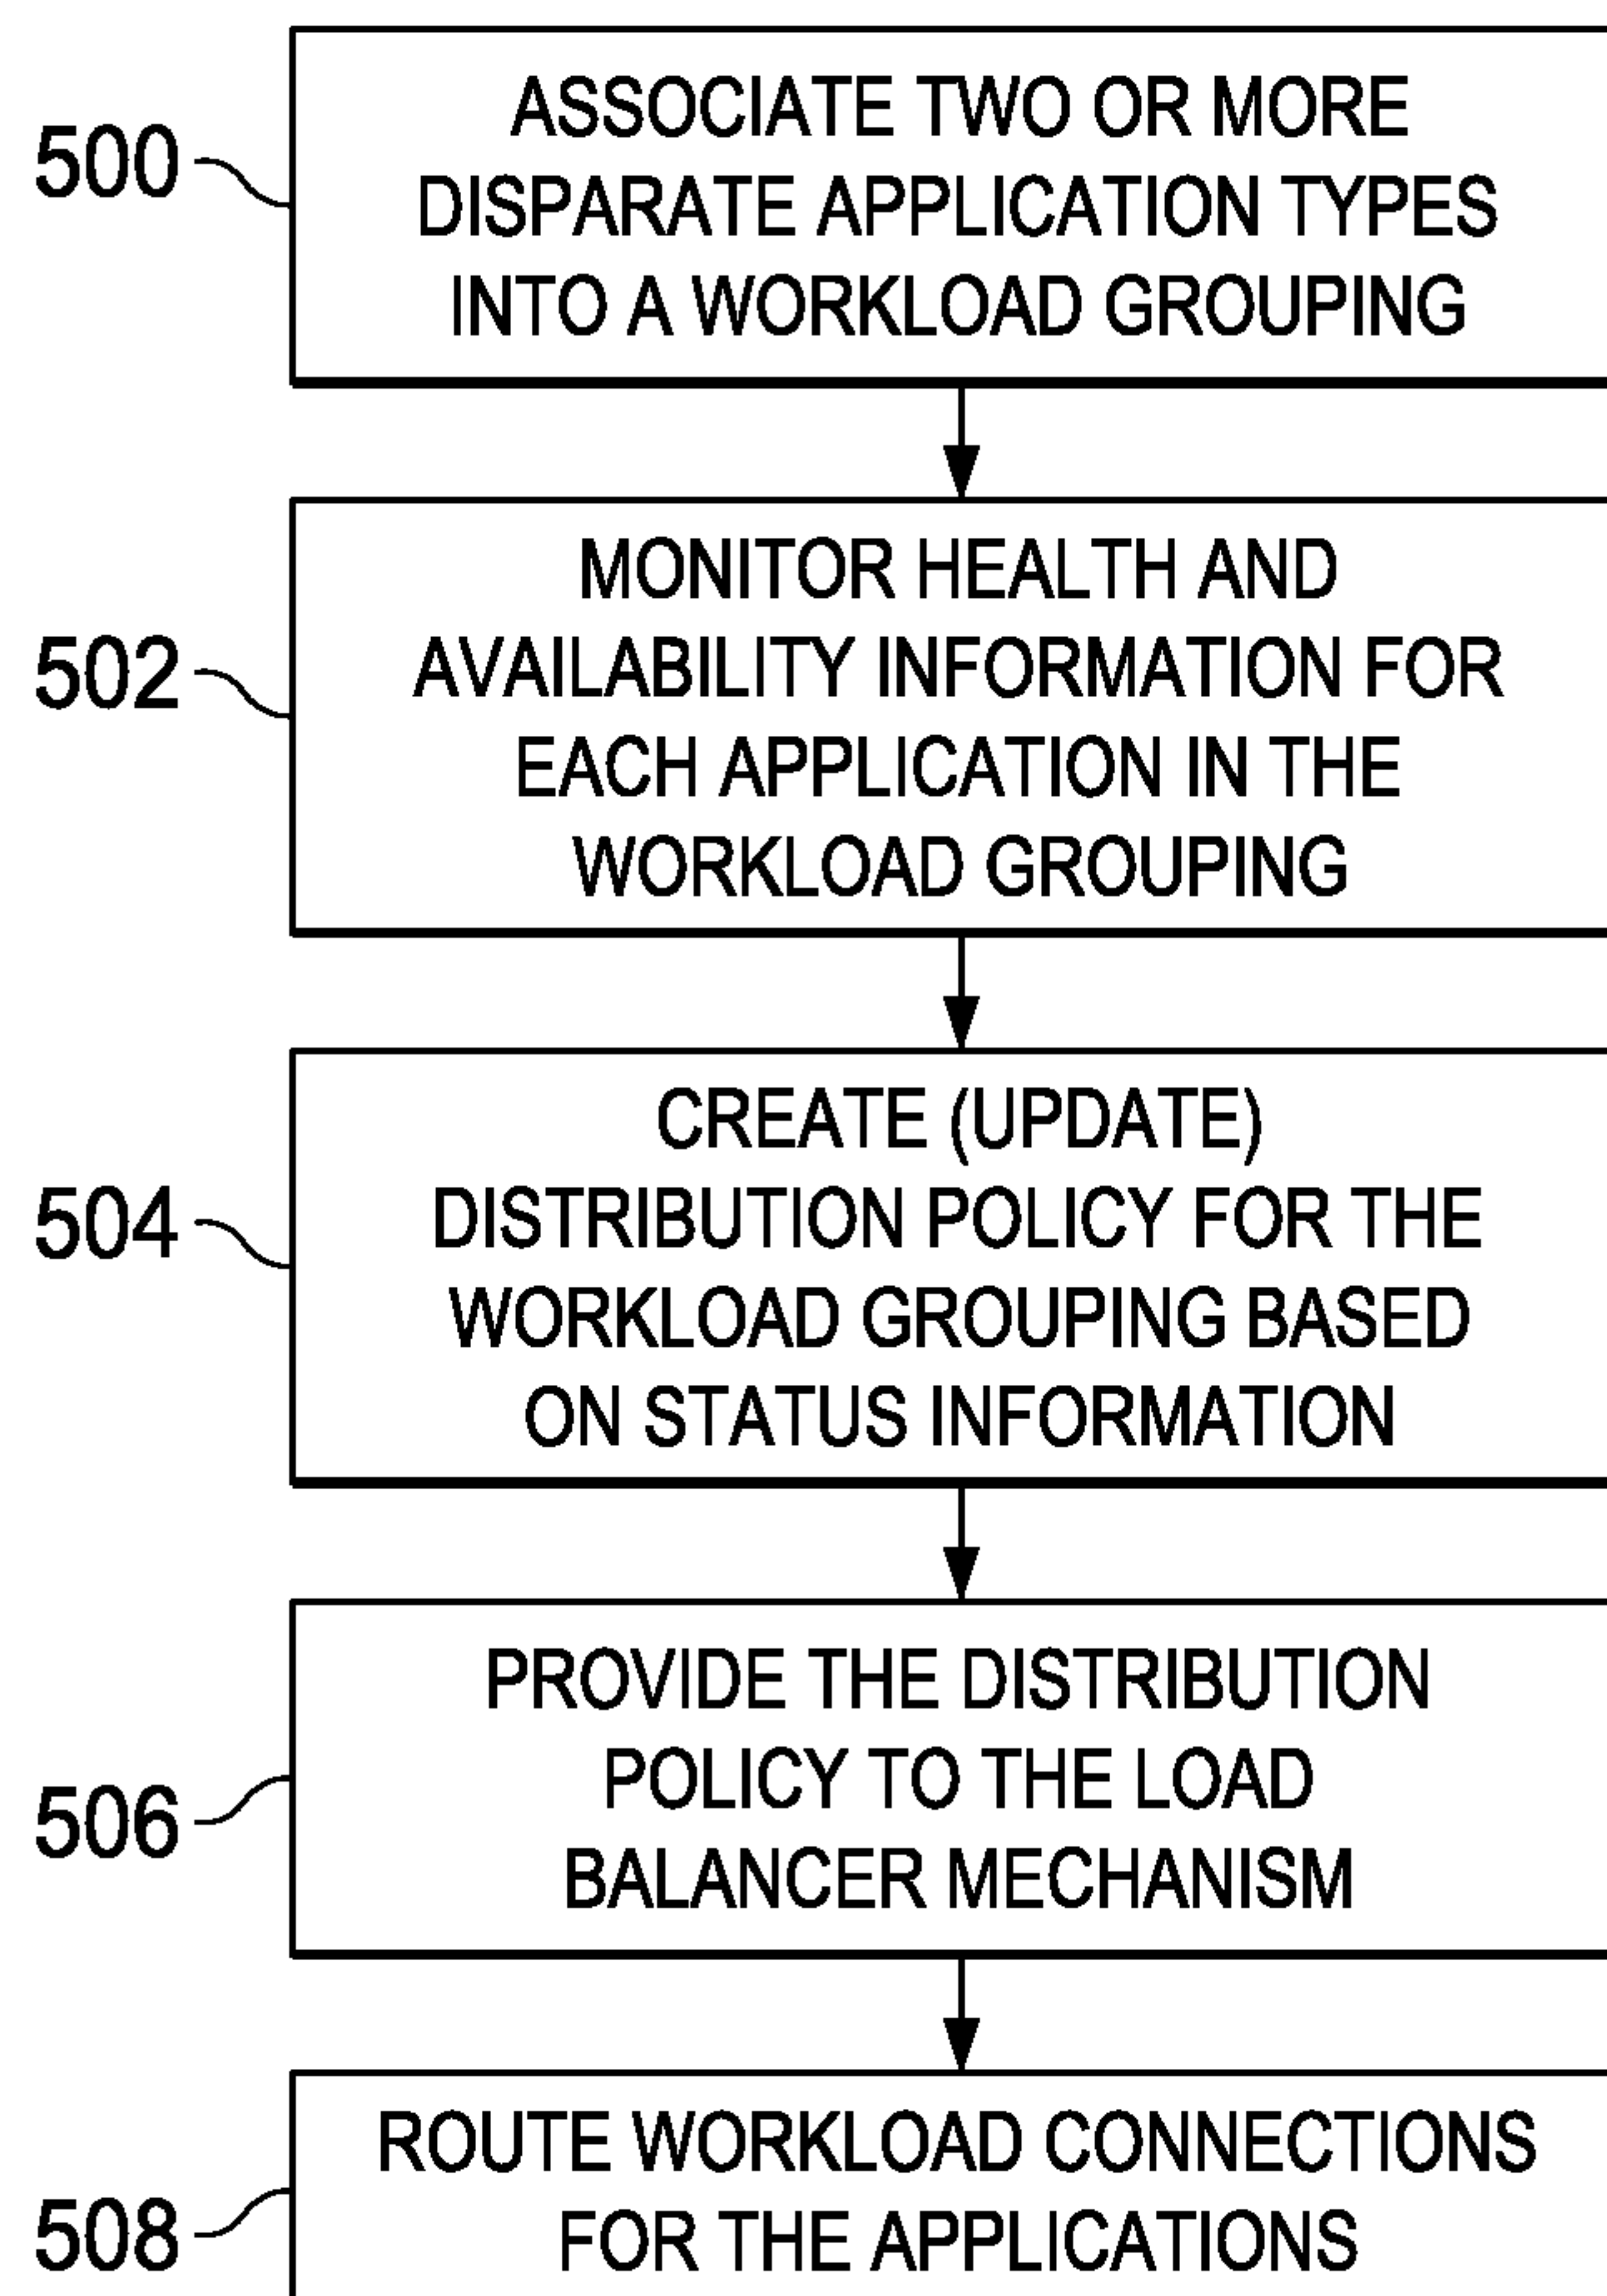 500
ASSOCIATE TWO OR MORE
DISPARATE APPLICATION TYPES
INTO A WORKLOAD GROUPING
502
MONITOR HEALTH AND
AVAILABILITY INFORMATION FOR
EACH APPLICATION IN THE
WORKLOAD GROUPING
504
CREATE (UPDATE)
DISTRIBUTION POLICY FOR THE
WORKLOAD GROUPING BASED
ON STATUS INFORMATION
506
PROVIDE THE DISTRIBUTION
POLICY TO THE LOAD
BALANCER MECHANISM
508
ROUTE WORKLOAD CONNECTIONS
FOR THE APPLICATIONS